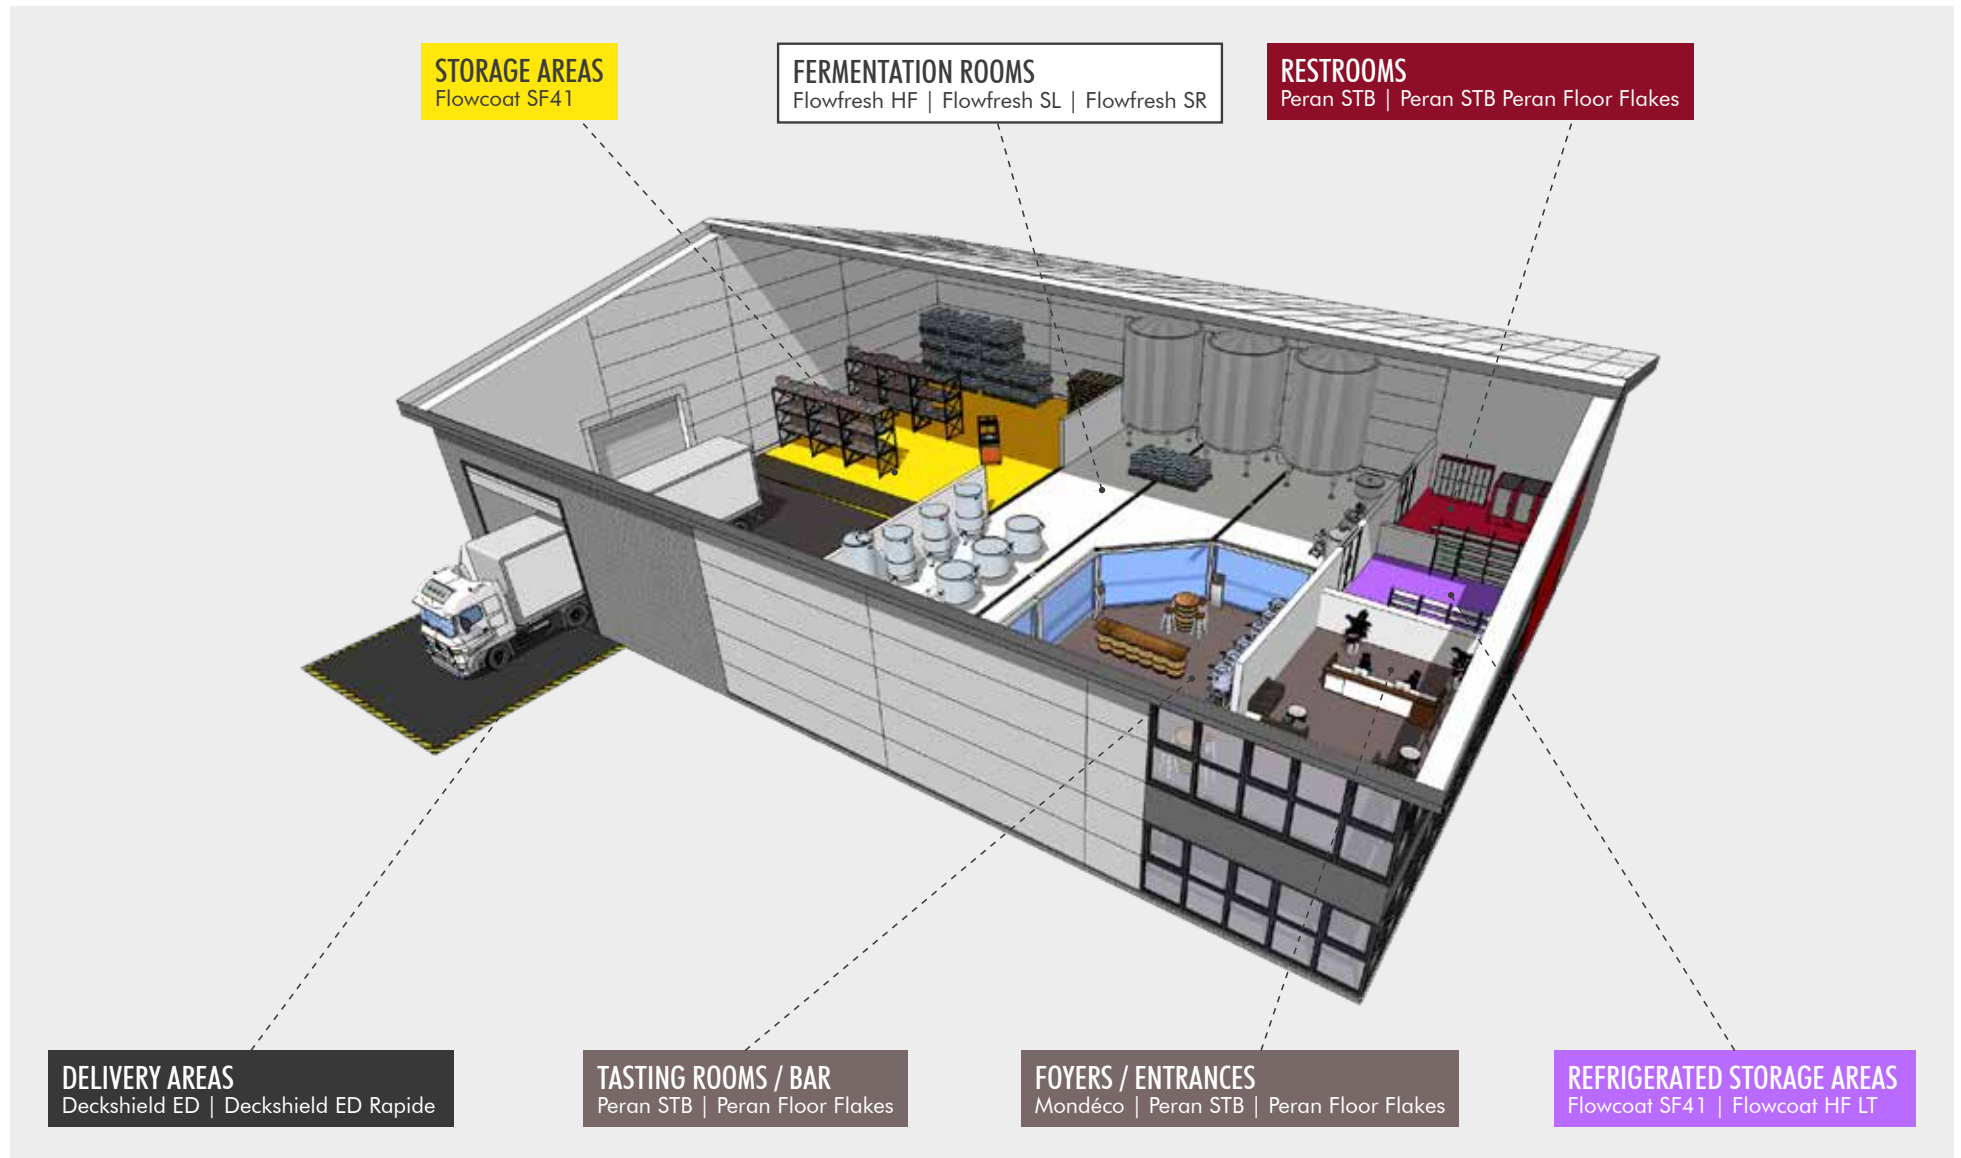 STORAGE AREAS
Flowcoat SF41
FERMENTATION ROOMS
Flowfresh HF | Flowfresh SL | Flowfresh SR
RESTROOMS
Peran STB | Peran STB Peran Floor Flakes
DELIVERY AREAS
Deckshield ED | Deckshield ED Rapide
TASTING ROOMS / BAR
Peran STB | Peran Floor Flakes
FOYERS / ENTRANCES
Mondéco | Peran STB | Peran Floor Flakes
REFRIGERATED STORAGE AREAS
Flowcoat SF41 | Flowcoat HF LT